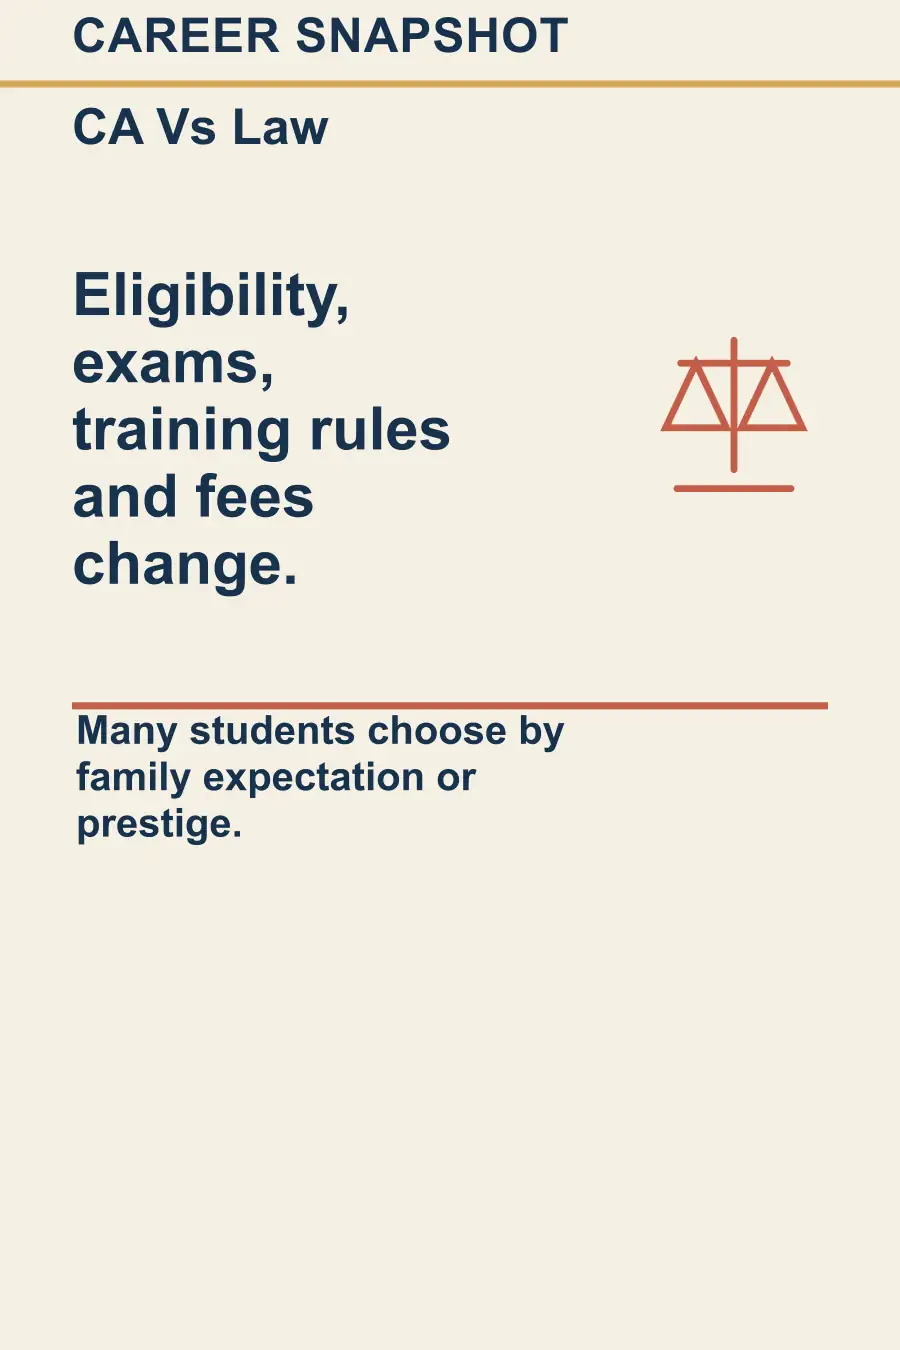 CAREER SNAPSHOT
CA Vs Law
Eligibility,
exams,
training rules
and fees
change.
Many students choose by
family expectation or
prestige.